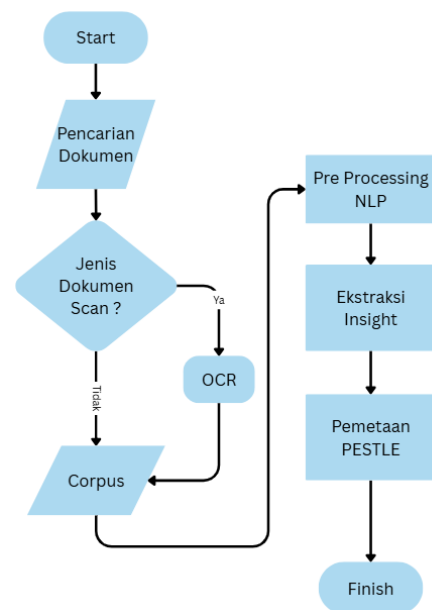 Start
Pencarian
Dokumen
Jenis
Dokumen
Scan ?
Ya
OCR
Tidak
Corpus
Pre Processing
NLP
Ekstraksi
Insight
Pemetaan
PESTLE
Finish